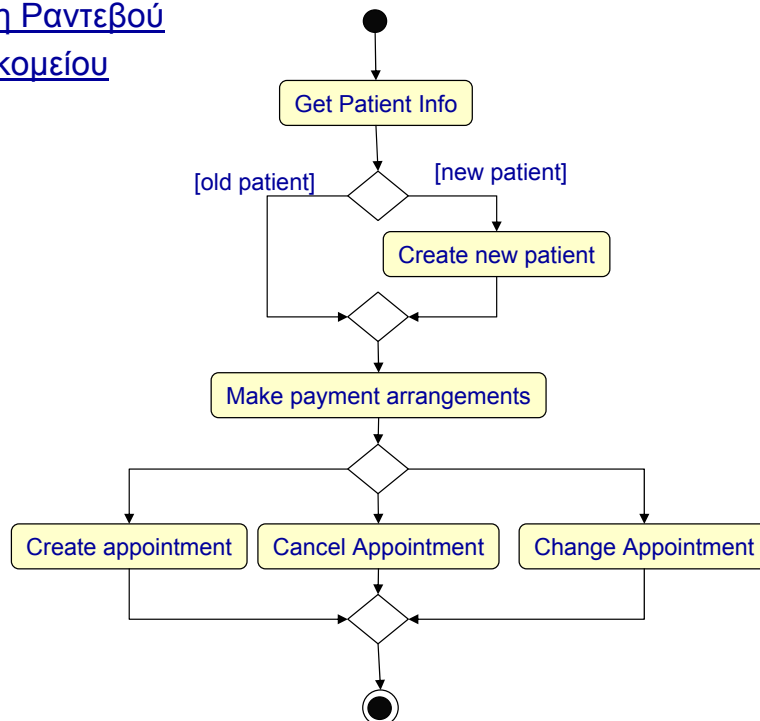 η Ραντεβού
κομείου
Get Patient Info
[old patient]
[new patient]
Create new patient
Make payment arrangements
Create appointment
Cancel Appointment
Change Appointment